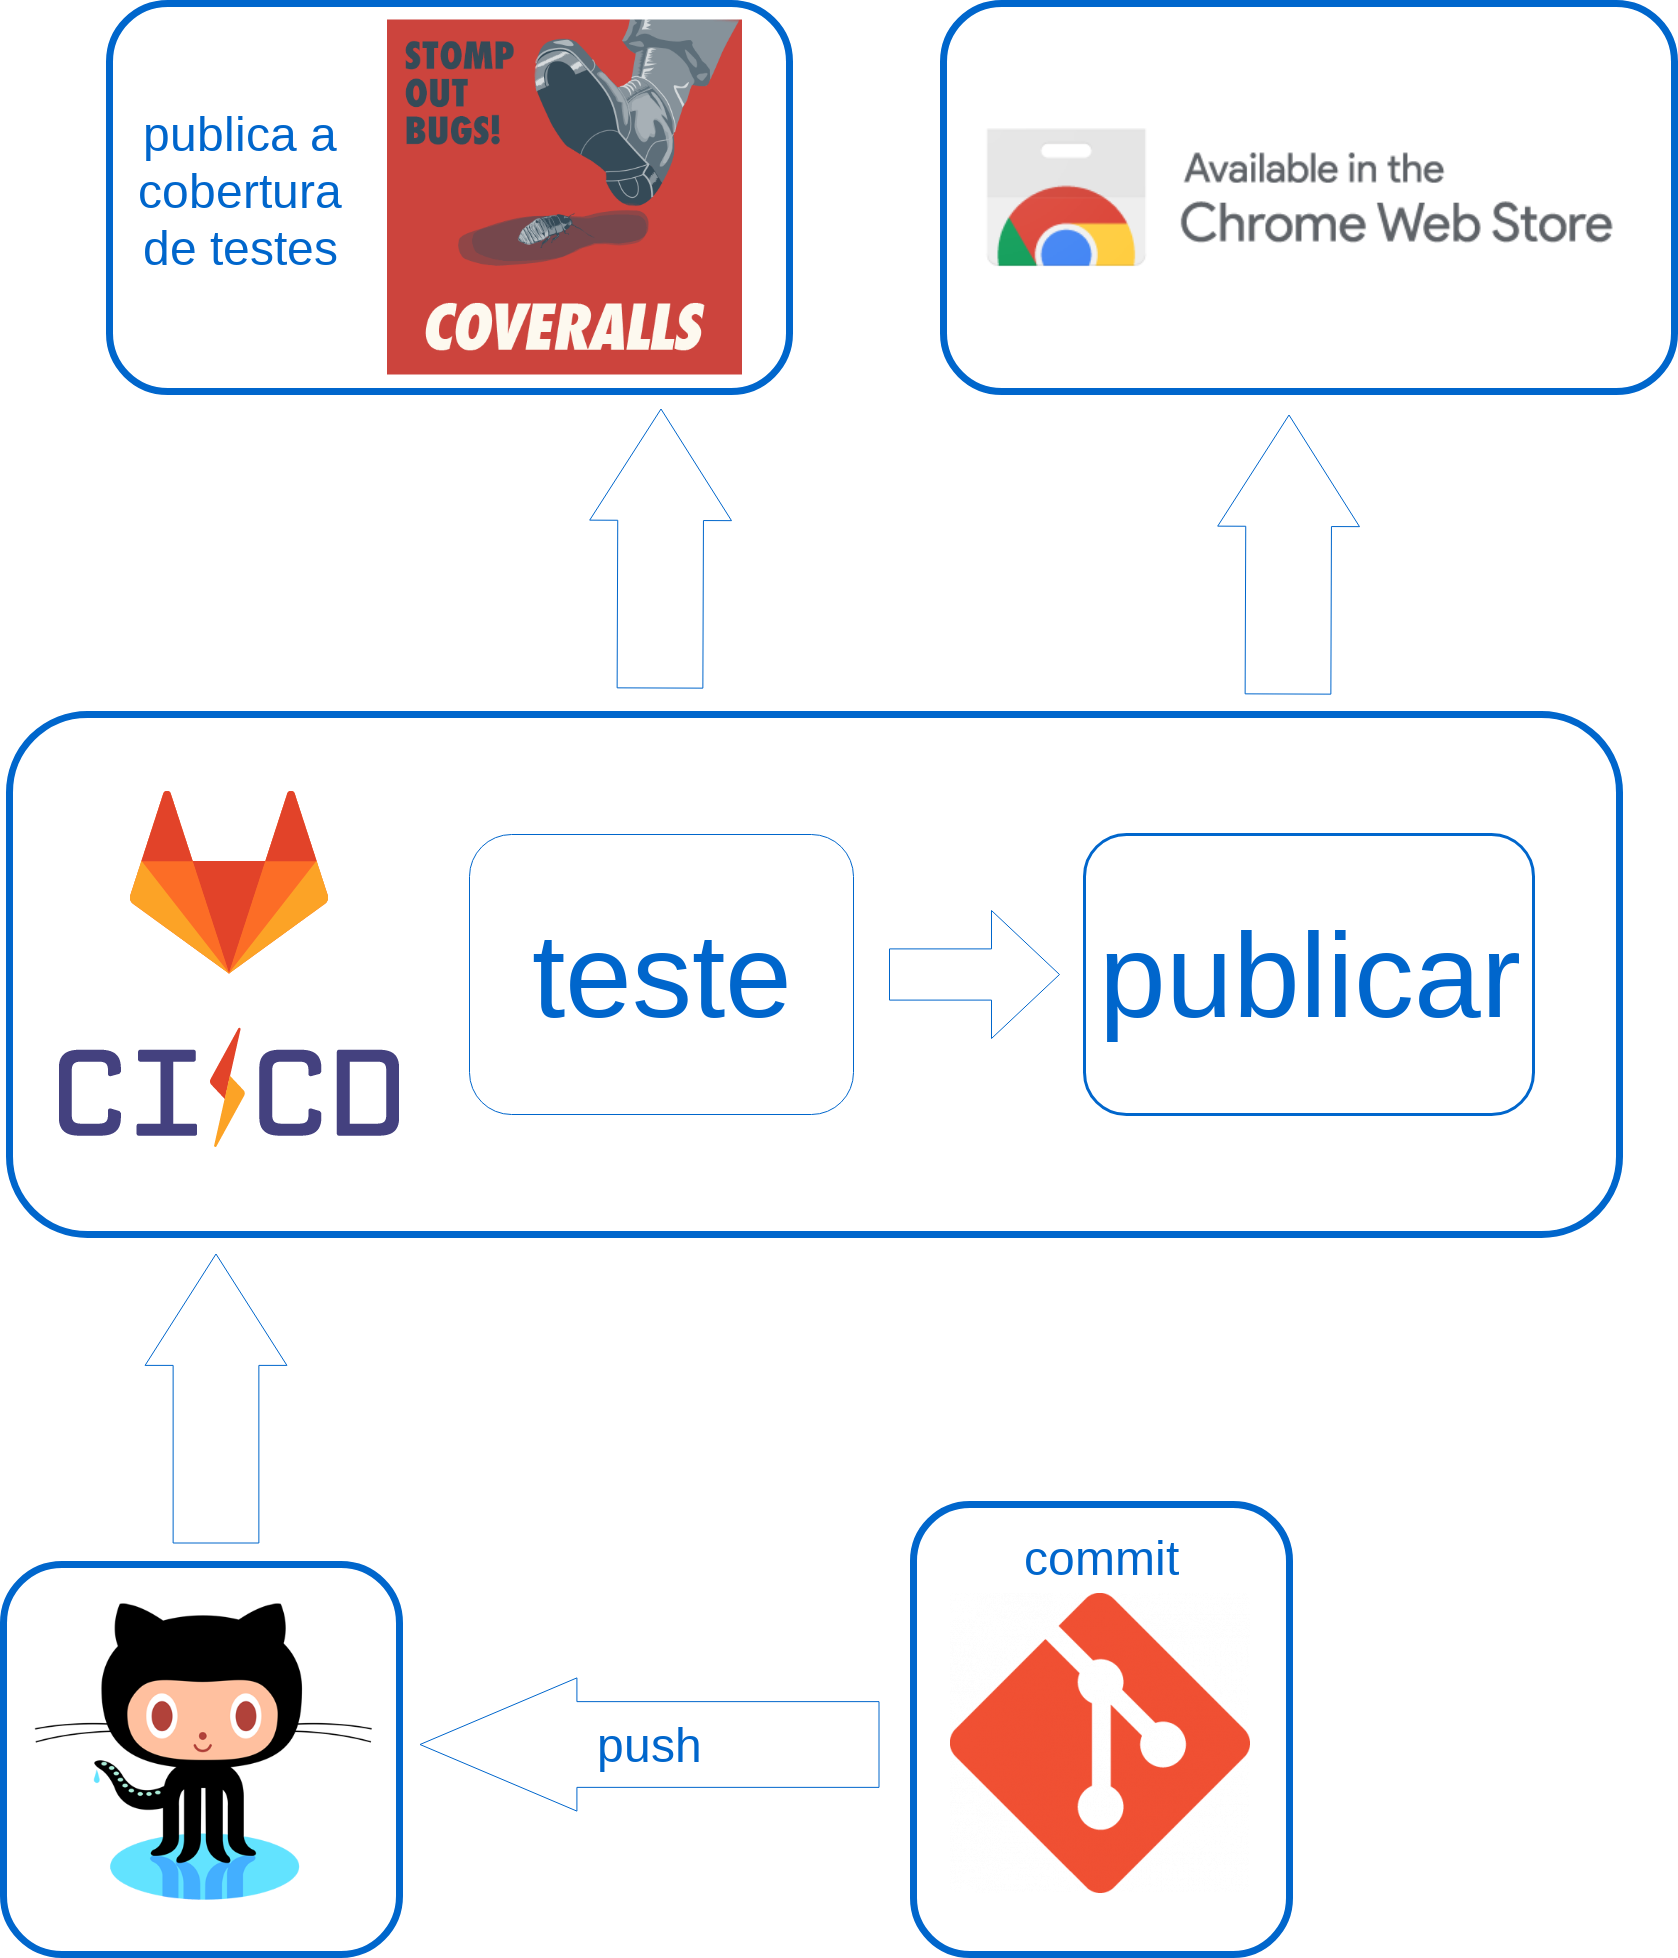 publica a
cobertura
de testes
STOMP
OUT
BUGS!
COVERALLS
Available in the
Chrome Web Store
CI CD
teste
publicar
commit
push